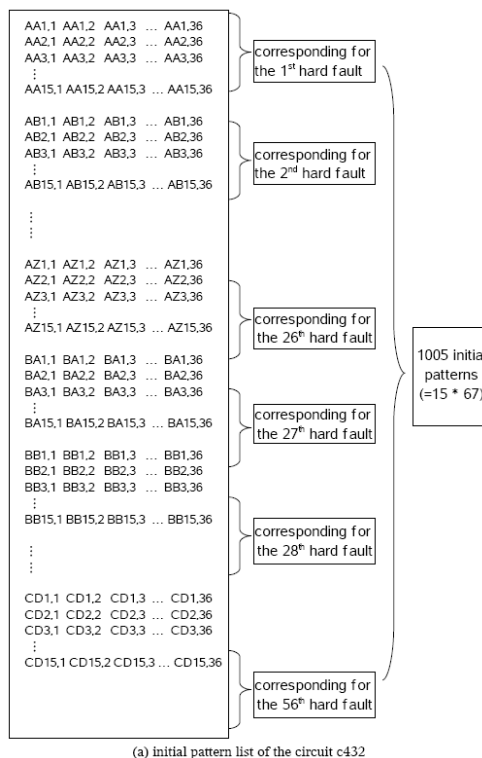 AA1,1 AA1,2 AA1,3 … AA1,36
AA2,1 AA2,2 AA2,3 … AA2,36
AA3,1 AA3,2 AA3,3 … AA3,36
⋮
AA15,1 AA15,2 AA15,3 … AA15,36
corresponding for
the 1st hard fault
AB1,1 AB1,2 AB1,3 … AB1,36
AB2,1 AB2,2 AB2,3 … AB2,36
AB3,1 AB3,2 AB3,3 … AB3,36
⋮
AB15,1 AB15,2 AB15,3 … AB15,36
corresponding for
the 2nd hard fault
⋮
⋮
AZ1,1 AZ1,2 AZ1,3 … AZ1,36
AZ2,1 AZ2,2 AZ2,3 … AZ2,36
AZ3,1 AZ3,2 AZ3,3 … AZ3,36
⋮
AZ15,1 AZ15,2 AZ15,3 … AZ15,36
corresponding for
the 26th hard fault
BA1,1 BA1,2 BA1,3 … BA1,36
BA2,1 BA2,2 BA2,3 … BA2,36
BA3,1 BA3,2 BA3,3 … BA3,36
⋮
BA15,1 BA15,2 BA15,3 … BA15,36
corresponding for
the 27th hard fault
BB1,1 BB1,2 BB1,3 … BB1,36
BB2,1 BB2,2 BB2,3 … BB2,36
BB3,1 BB3,2 BB3,3 … BB3,36
⋮
BB15,1 BB15,2 BB15,3 … BB15,36
corresponding for
the 28th hard fault
⋮
⋮
CD1,1 CD1,2 CD1,3 … CD1,36
CD2,1 CD2,2 CD2,3 … CD2,36
CD3,1 CD3,2 CD3,3 … CD3,36
⋮
CD15,1 CD15,2 CD15,3 … CD15,36
corresponding for
the 56th hard fault
1005 initial
patterns
(=15 * 67)
(a) initial pattern list of the circuit c432